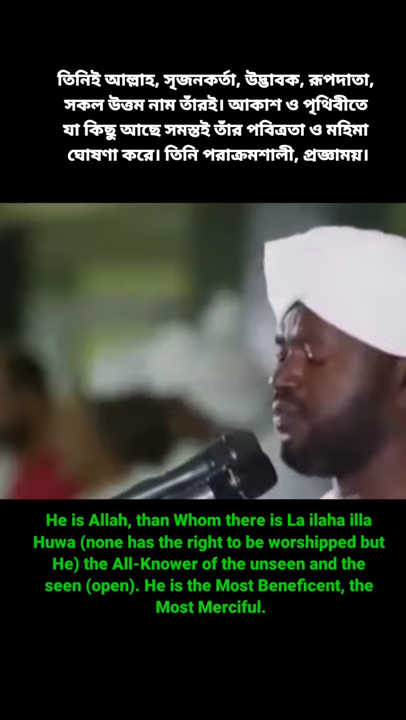 তিনিই আল্লাহ, সৃজনকর্তা, উদ্ভাবক, রূপদাতা,
সকল উত্তম নাম তাঁরই। আকাশ ও পৃথিবীতে
যা কিছু আছে সমস্তই তাঁর পবিত্রতা ও মহিমা
ঘোষণা করে। তিনি পরাক্রমশালী, প্রজ্ঞাময়।
He is Allah, than Whom there is La ilaha illa
Huwa (none has the right to be worshipped but
He) the All-Knower of the unseen and the
seen (open). He is the Most Beneficent, the
Most Merciful.